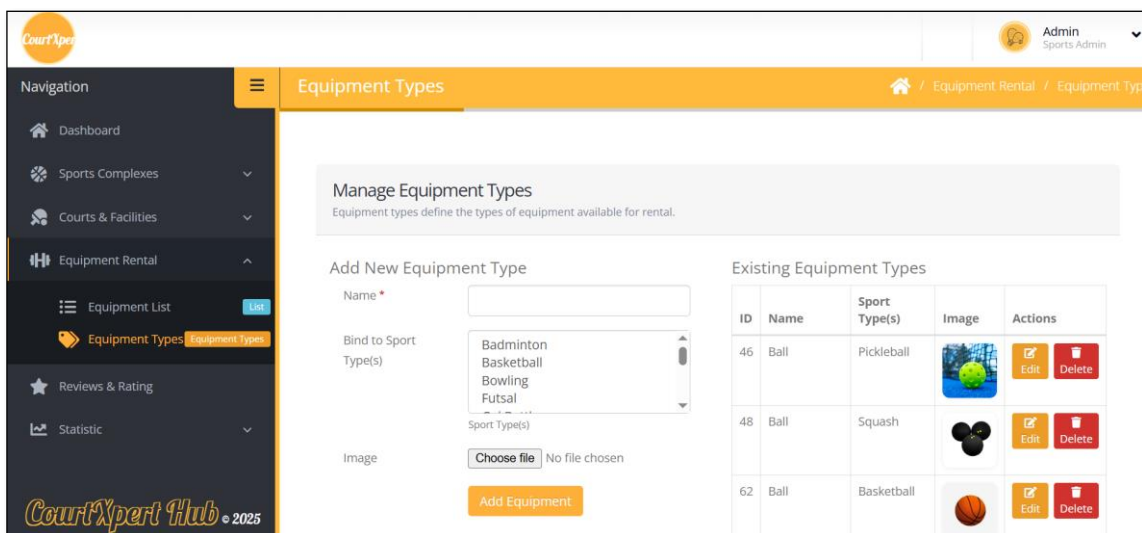 CourtXper
Admin
Sports Admin
Navigation
Equipment Types
/ Equipment Rental / Equipment Typ
Dashboard
Sports Complexes
Courts & Facilities
Equipment Rental
Equipment List
List
Equipment Types
Equipment Types
Reviews & Rating
Statistic
CourtXpert Hub © 2025
Manage Equipment Types
Equipment types define the types of equipment available for rental.
Add New Equipment Type
Name *
Bind to Sport
Type(s)
Badminton
Basketball
Bowling
Futsal
Sport Type(s)
Image
Choose file No file chosen
Add Equipment
Existing Equipment Types
ID Name Sport Type(s) Image Actions
46 Ball Pickleball Edit Delete
48 Ball Squash Edit Delete
62 Ball Basketball Edit Delete